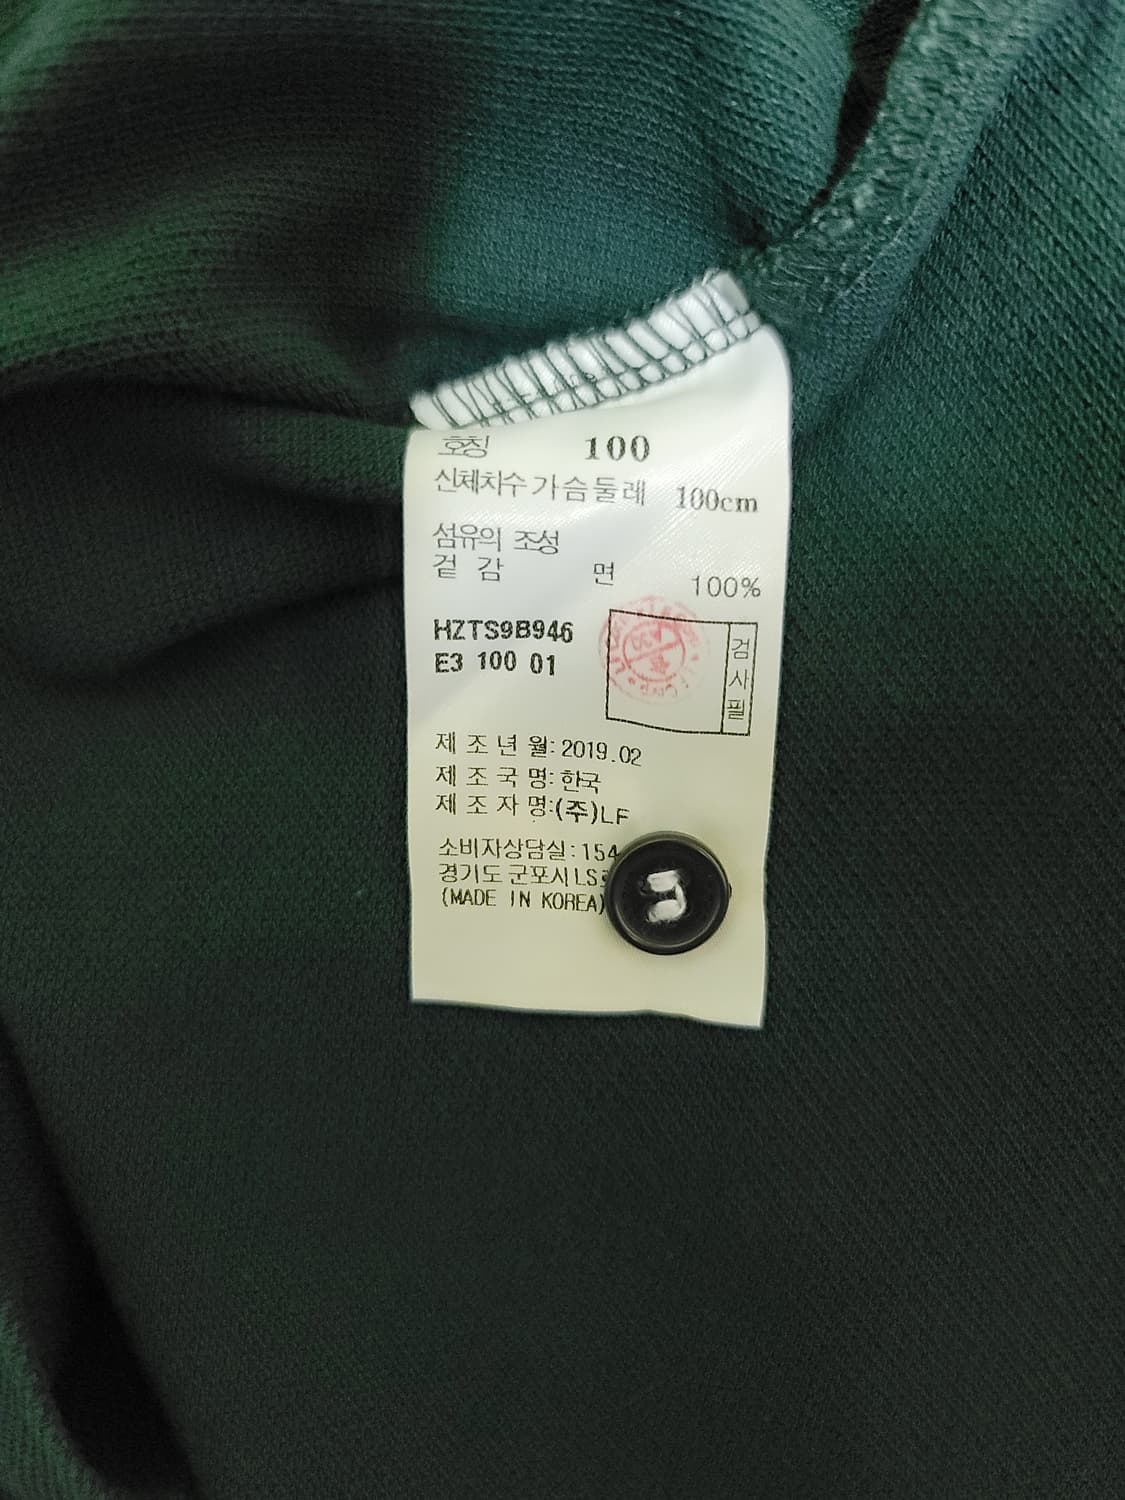 호칭 100
신체치수 가슴둘레 100cm
섬유의 조성
겉 감 면 100%
HZTS9B946
E3 100 01
검사필
제 조 년 월: 2019.02
제 조 국 명: 한국
제 조 자 명:(주)LF
소비자상담실: 154
경기도 군포시 LS
(MADE IN KOREA)